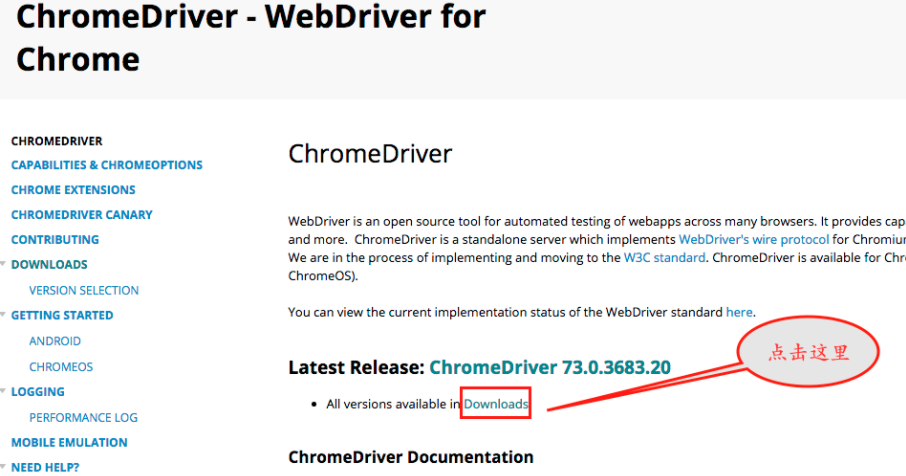 ChromeDriver - WebDriver for
Chrome
CHROMEDRIVER
CAPABILITIES & CHROMEOPTIONS
CHROME EXTENSIONS
CHROMEDRIVER CANARY
CONTRIBUTING
DOWNLOADS
VERSION SELECTION
GETTING STARTED
ANDROID
CHROMEOS
LOGGING
PERFORMANCE LOG
MOBILE EMULATION
NEED HELP?
ChromeDriver
WebDriver is an open source tool for automated testing of webapps across many browsers. It provides cap
and more. ChromeDriver is a standalone server which implements WebDriver's wire protocol for Chromiu
We are in the process of implementing and moving to the W3C standard. ChromeDriver is available for Chr
ChromeOS).
You can view the current implementation status of the WebDriver standard here.
点击这里
Latest Release: ChromeDriver 73.0.3683.20
• All versions available in Downloads
ChromeDriver Documentation